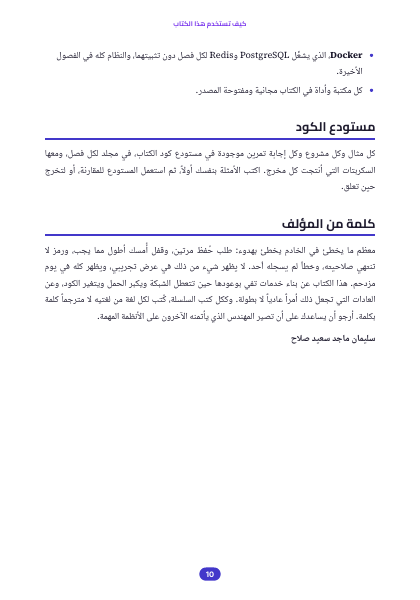 كيف تستخدم هذا الكتاب
• Docker، الذي يشغّل PostgreSQL وRedis لكل فصل دون تثبيتهما، والنظام كله في الفصول
الأخيرة.
• كل مكتبة وأداة في الكتاب مجانية ومفتوحة المصدر.
مستودع الكود
كل مثال وكل مشروع وكل إجابة تمرين موجودة في مستودع كود الكتاب، في مجلد لكل فصل، ومعها
السكربتات التي أنتجت كل مخرج. اكتب الأمثلة بنفسك أولاً، ثم استعمل المستودع للمقارنة، أو لتخرج
حين تعلق.
كلمة من المؤلف
معظم ما يخطئ في الخادم يخطئ بهدوء: طلب حُفظ مرتين، وقفل أُمسك أطول مما يجب، ورمز لا
تنتهي صلاحيته، وخطأ لم يسجله أحد. لا يظهر شيء من ذلك في عرض تجريبي، ويظهر كله في يوم
مزدحم. هذا الكتاب عن بناء خدمات تفي بوعودها حين تتعطل الشبكة ويكبر الحمل ويتغير الكود، وعن
العادات التي تجعل ذلك أمراً عادياً لا بطولة. وككل كتب السلسلة، كُتب لكل لغة من لغتيه لا مترجماً كلمة
بكلمة. أرجو أن يساعدك على أن تصير المهندس الذي يأتمنه الآخرون على الأنظمة المهمة.
سليمان ماجد سعيد صلاح
10